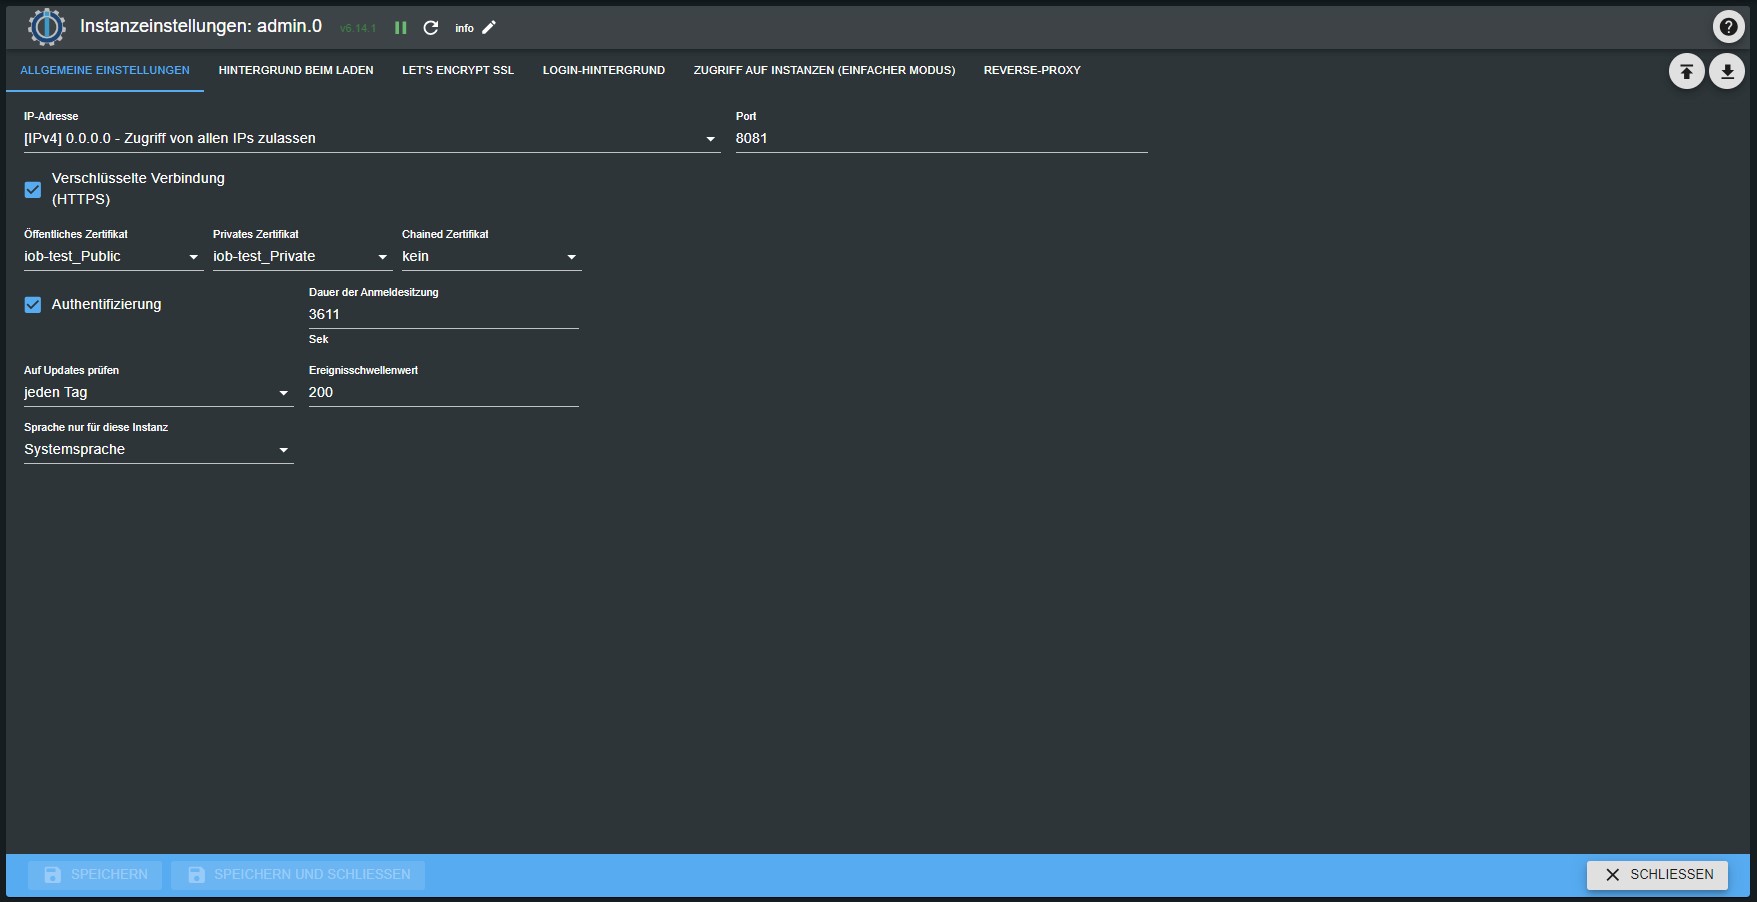 Instanzeinstellungen: admin.0 v6.14.1 info
ALLGEMEINE EINSTELLUNGEN HINTERGRUND BEIM LADEN LET'S ENCRYPT SSL LOGIN-HINTERGRUND ZUGRIFF AUF INSTANZEN (EINFACHER MODUS) REVERSE-PROXY
IP-Adresse Port
[IPv4] 0.0.0.0 - Zugriff von allen IPs zulassen 8081
Verschlüsselte Verbindung
(HTTPS)
Öffentliches Zertifikat Privates Zertifikat Chained Zertifikat
iob-test_Public iob-test_Private kein
Dauer der Anmeldesitzung
Authentifizierung
3611
Sek
Auf Updates prüfen Ereignisschwellenwert
jeden Tag 200
Sprache nur für diese Instanz
Systemsprache
SPEICHERN SPEICHERN UND SCHLIESSEN SCHLIESSEN